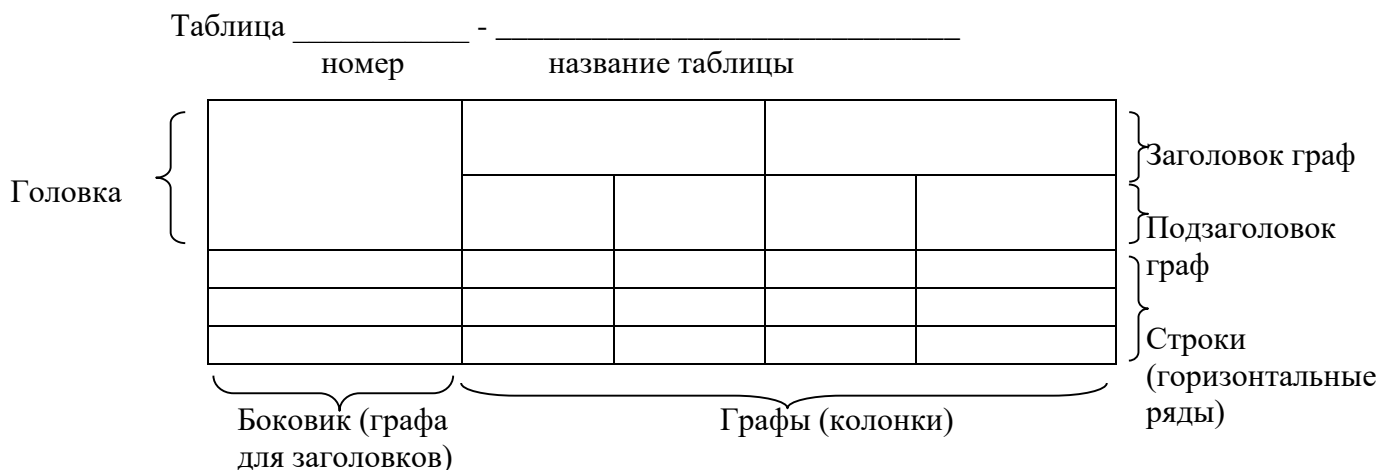 Таблица ___________ - _____________________________
номер название таблицы
Головка
Заголовок граф
Подзаголовок
граф
Строки
(горизонтальные
ряды)
Боковик (графа
для заголовков)
Графы (колонки)